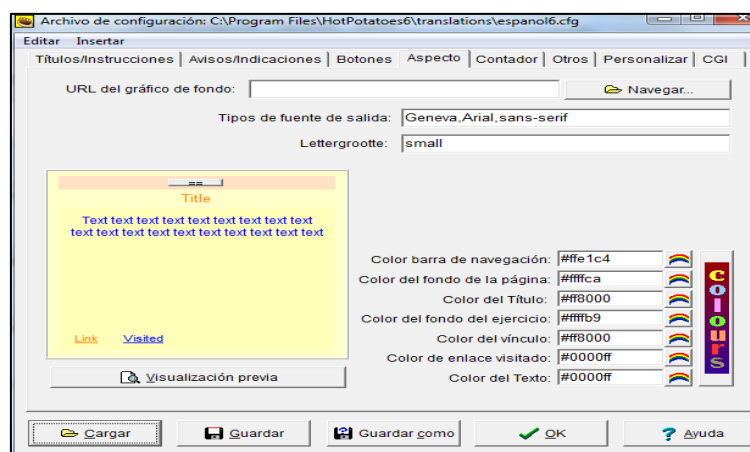 Archivo de configuración: C:\Program Files\HotPotatoes6\translations\espanol6.cfg
Editar Insertar
Títulos/Instrucciones Avisos/Indicaciones Botones Aspecto Contador Otros Personalizar CGI
URL del gráfico de fondo: Navegar...
Tipos de fuente de salida: Geneva,Arial,sans-serif
Lettergrootte: small
==
Title
Text text text text text text text text text
text text text text text text text text text text
Link Visited
Visualización previa
Color barra de navegación: #ffe1c4
Color del fondo de la página: #ffffca
Color del Título: #ff8000
Color del fondo del ejercicio: #ffffb9
Color del vínculo: #ff8000
Color de enlace visitado: #0000ff
Color del Texto: #0000ff
colours
Cargar Guardar Guardar como OK Ayuda